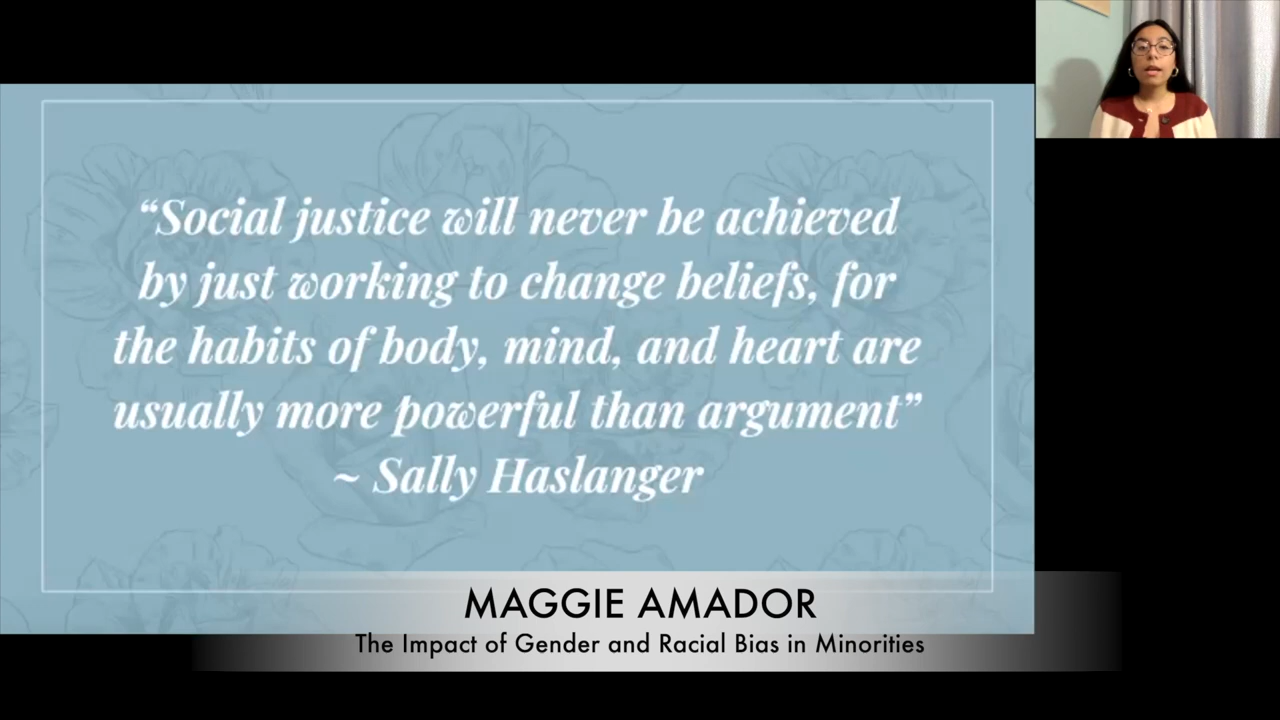 “Social justice will never be achieved
by just working to change beliefs, for
the habits of body, mind, and heart are
usually more powerful than argument”
~ Sally Haslanger
MAGGIE AMADOR
The Impact of Gender and Racial Bias in Minorities